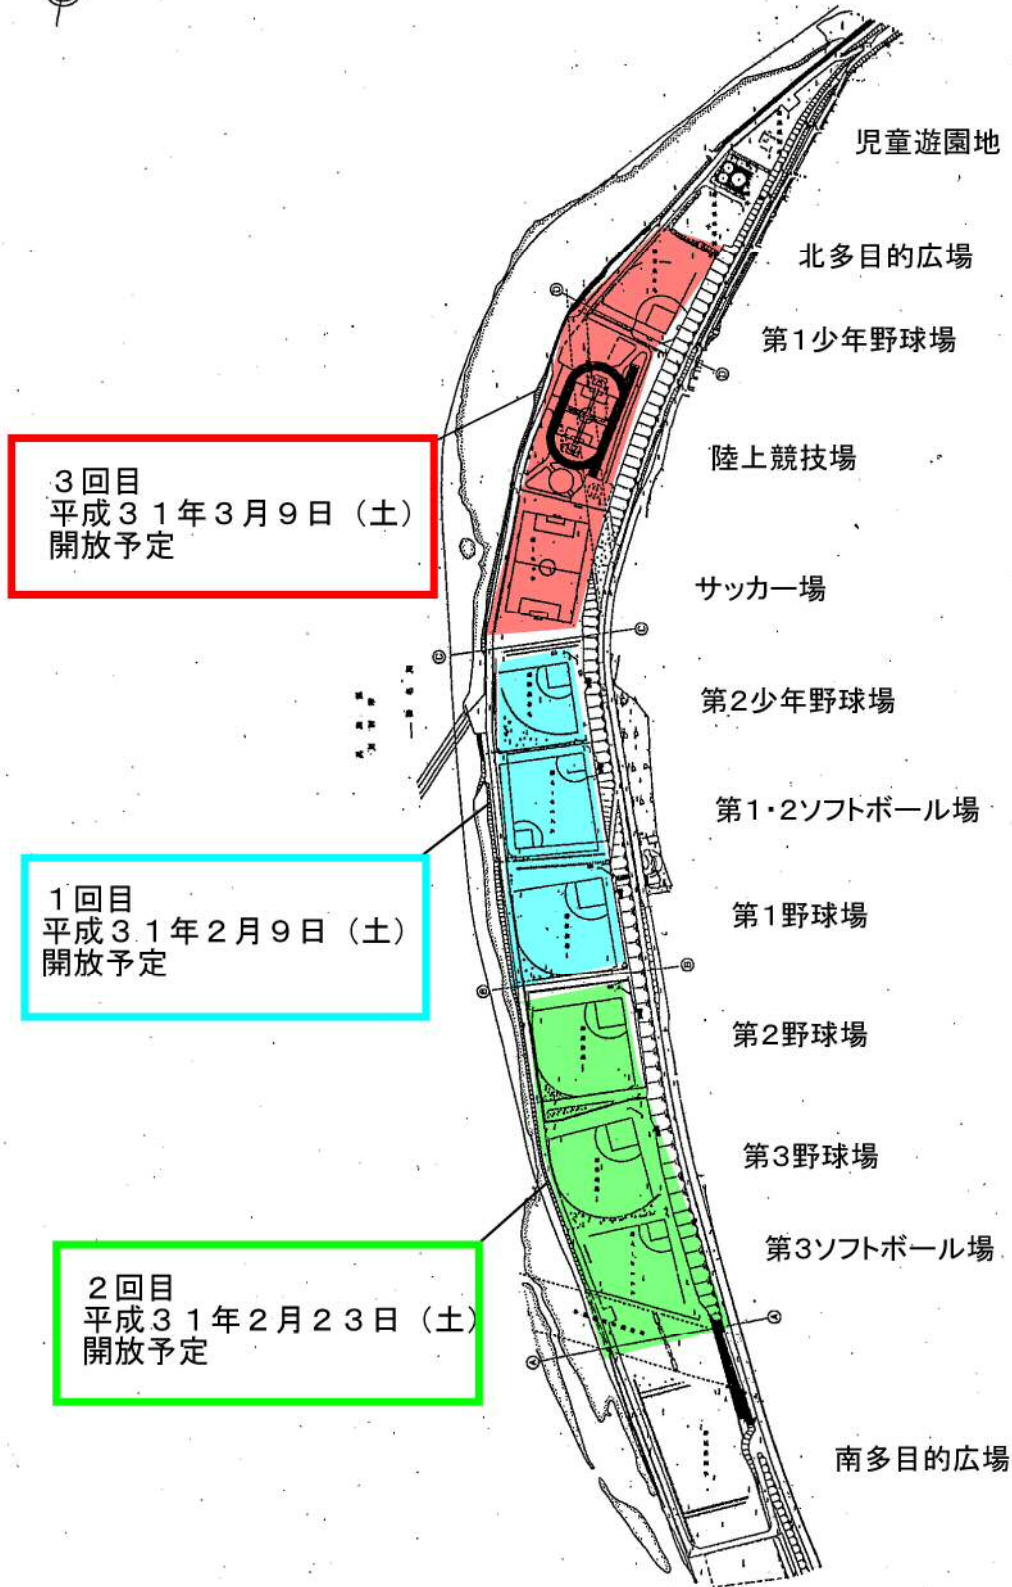 児童遊園地
北多目的広場
第1少年野球場
陸上競技場
3回目
平成31年3月9日（土）
開放予定
サッカー場
第2少年野球場
第1・2ソフトボール場
1回目
平成31年2月9日（土）
開放予定
第1野球場
第2野球場
第3野球場
第3ソフトボール場
2回目
平成31年2月23日（土）
開放予定
南多目的広場
D
D
C
C
B
B
A
A